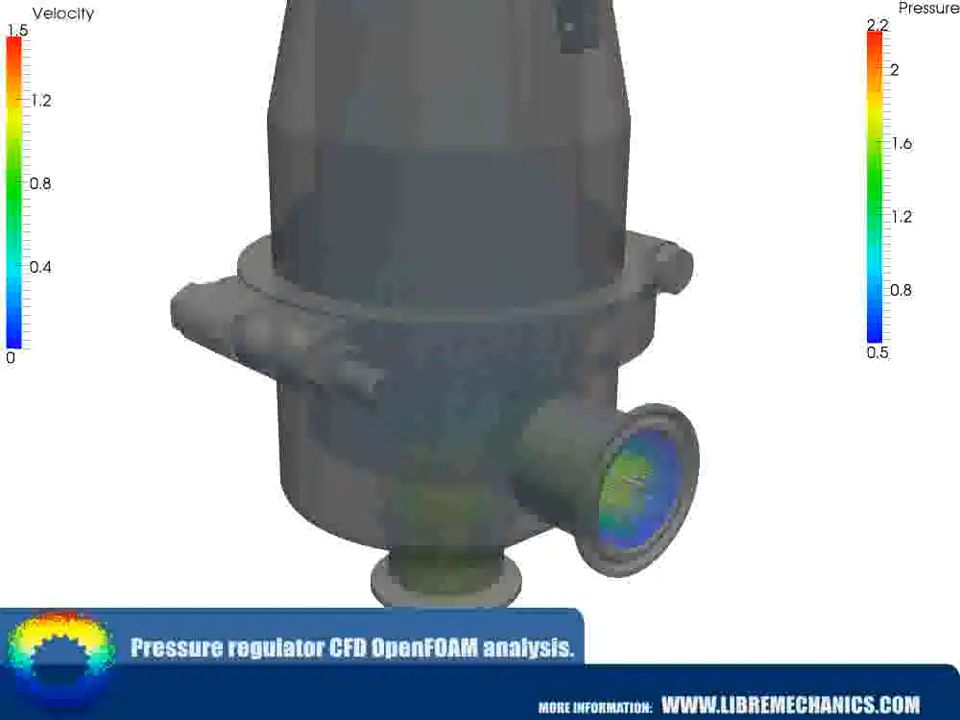 Velocity
1.5
1.2
0.8
0.4
0
Pressure
2.2
2
1.6
1.2
0.8
0.5
Pressure regulator CFD OpenFOAM analysis.
MORE INFORMATION: WWW.LIBREMECHANICS.COM